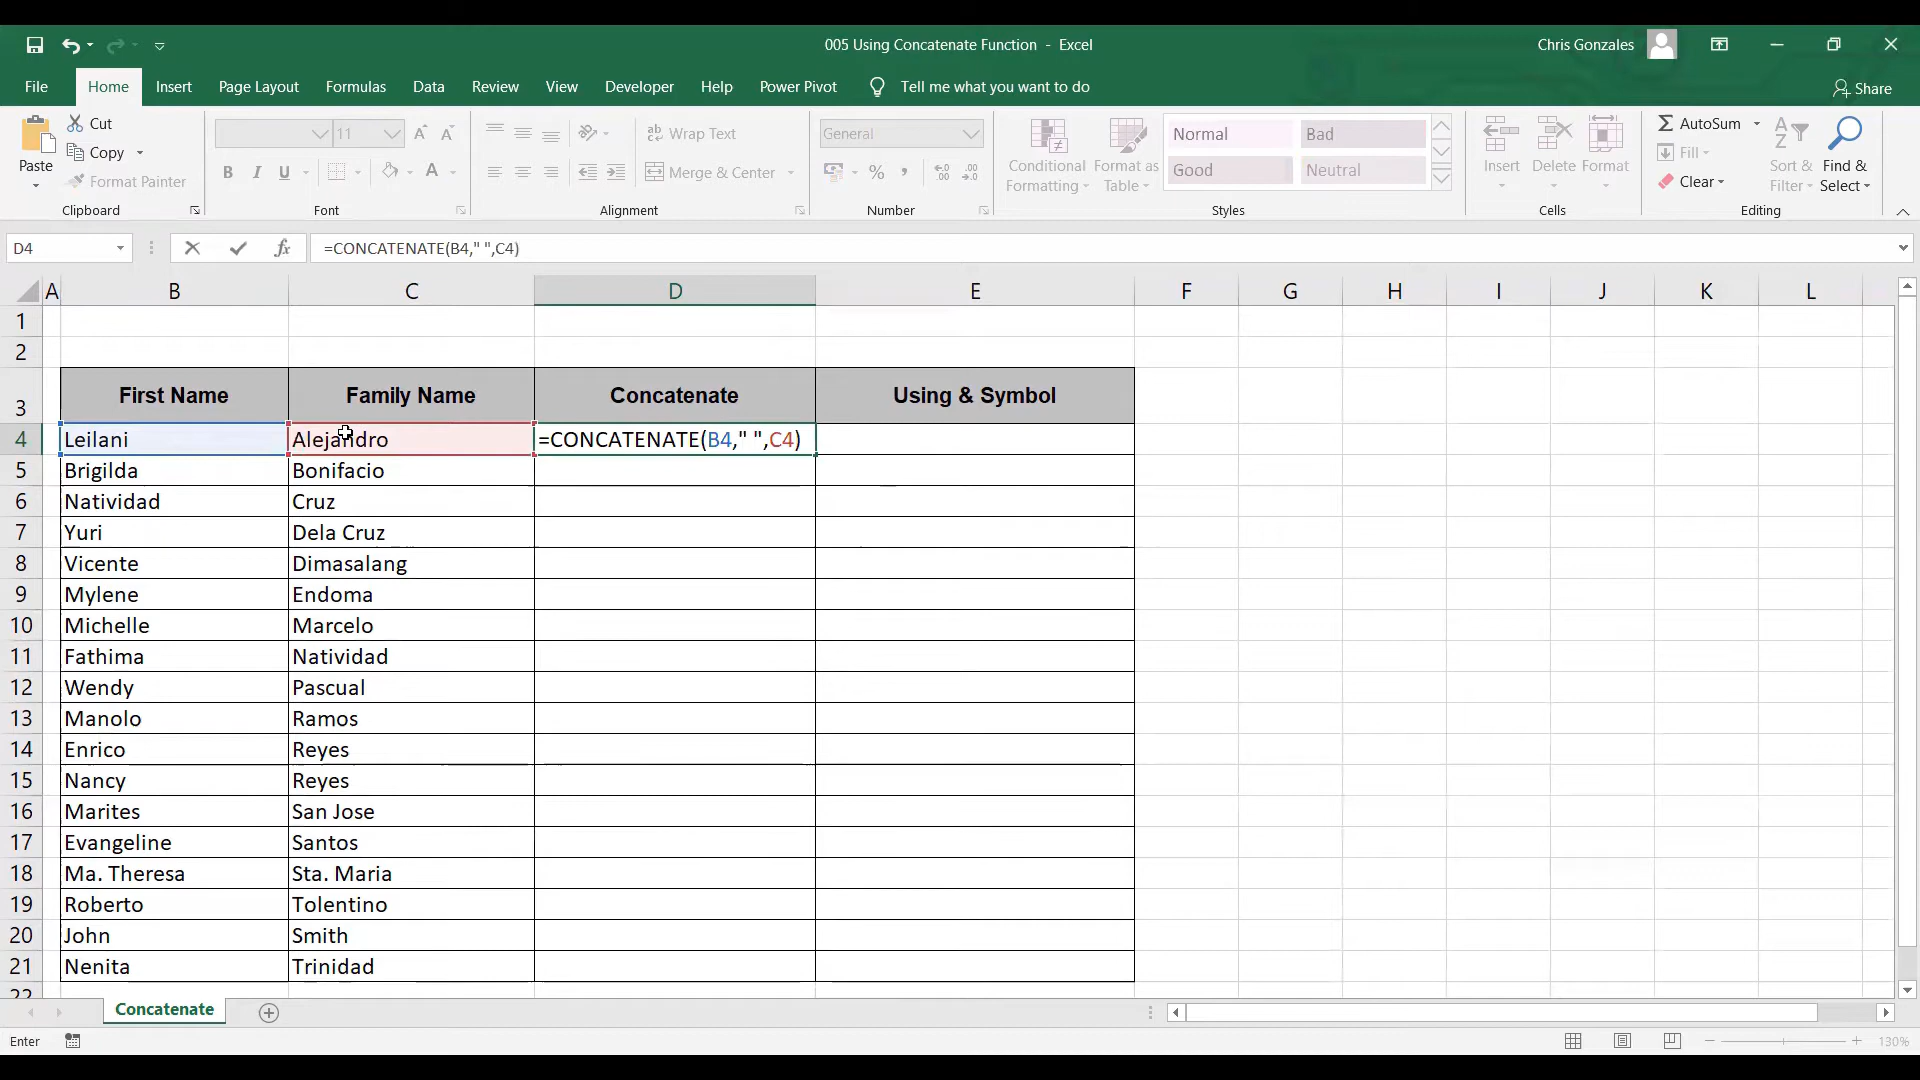 005 Using Concatenate Function - Excel
Chris Gonzales
File Home Insert Page Layout Formulas Data Review View Developer Help Power Pivot Tell me what you want to do
Share
Paste
Cut
Copy
Format Painter
Clipboard
11
B I U A
Font
Wrap Text
Merge & Center
Alignment
General
%
Number
Conditional Formatting
Format as Table
Normal Bad
Good Neutral
Styles
Insert Delete Format
Cells
AutoSum
Fill
Clear
Sort & Filter
Find & Select
Editing
D4 fx =CONCATENATE(B4," ",C4)
A B C D E F G H I J K L
1
2
3 First Name Family Name Concatenate Using & Symbol
4 Leilani Alejandro =CONCATENATE(B4," ",C4)
5 Brigilda Bonifacio
6 Natividad Cruz
7 Yuri Dela Cruz
8 Vicente Dimasalang
9 Mylene Endoma
10 Michelle Marcelo
11 Fathima Natividad
12 Wendy Pascual
13 Manolo Ramos
14 Enrico Reyes
15 Nancy Reyes
16 Marites San Jose
17 Evangeline Santos
18 Ma. Theresa Sta. Maria
19 Roberto Tolentino
20 John Smith
21 Nenita Trinidad
22
Concatenate
Enter
130%